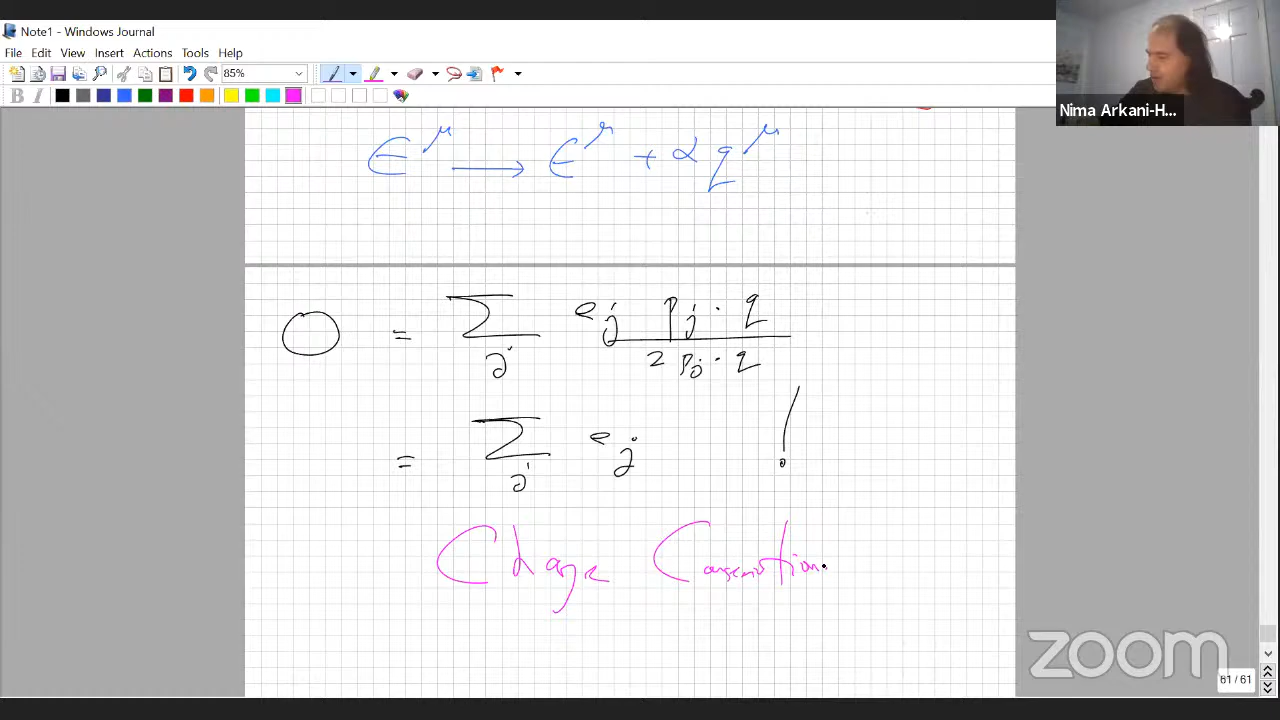 Note1 - Windows Journal
File Edit View Insert Actions Tools Help
85%
B I
Nima Arkani-H...
ϵ^μ → ϵ^μ + α q^μ
0 = Σ_j e_j p_j · q / 2 p_j · q
= Σ_j e_j !
Charge Conservation
zoom
61 / 61